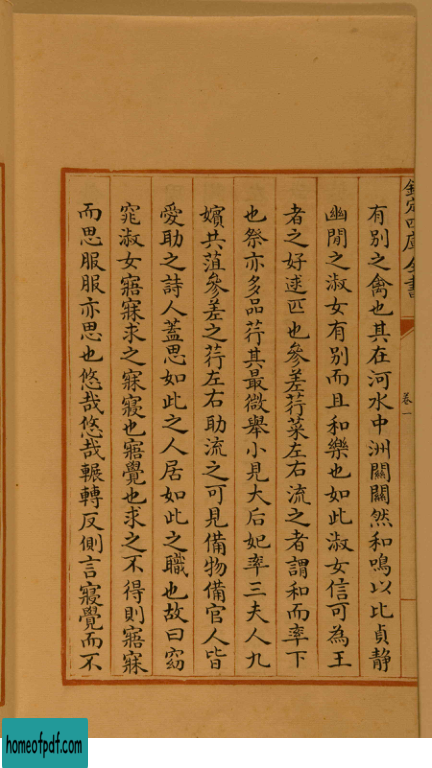 欽定四庫全書
卷一
有別之禽也其在河水中洲關關然和鳴以比貞靜
幽閒之淑女有別而且和樂也如此淑女信可為王
者之好逑匹也參差荇菜左右流之者謂和而率下
也祭亦多品荇其最微舉小見大后妃率三夫人九
嬪共葅參差之荇左右助流之可見備物備官人皆
愛助之詩人蓋思如此之人居如此之職也故曰窈
窕淑女寤寐求之寐寢也寤覺也求之不得則寤寐
而思服服亦思也悠哉悠哉輾轉反側言寢覺而不
homeofpdf.com